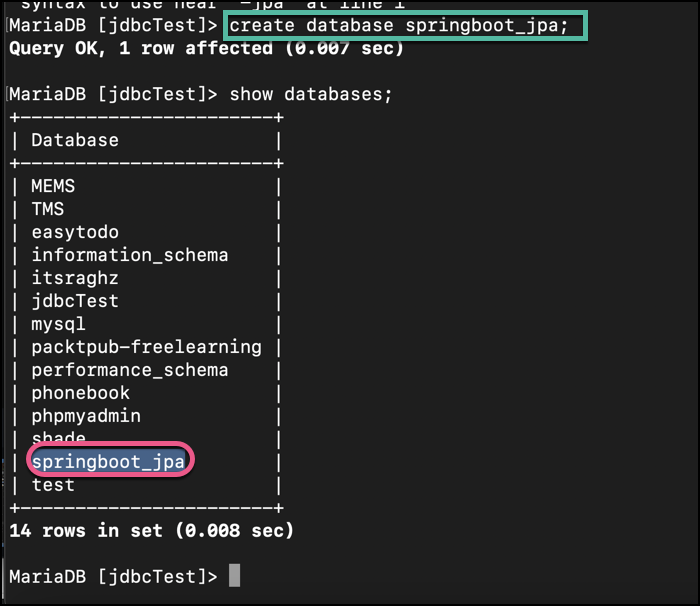 syntax to use near '-jpa' at line 1
MariaDB [jdbcTest]> create database springboot_jpa;
Query OK, 1 row affected (0.007 sec)
MariaDB [jdbcTest]> show databases;
+------------------------+
| Database               |
+------------------------+
| MEMS                   |
| TMS                    |
| easytodo               |
| information_schema     |
| itsraghz               |
| jdbcTest               |
| mysql                  |
| packtpub-freelearning  |
| performance_schema     |
| phonebook              |
| phpmyadmin             |
| shade                  |
| springboot_jpa         |
| test                   |
+------------------------+
14 rows in set (0.008 sec)
MariaDB [jdbcTest]>